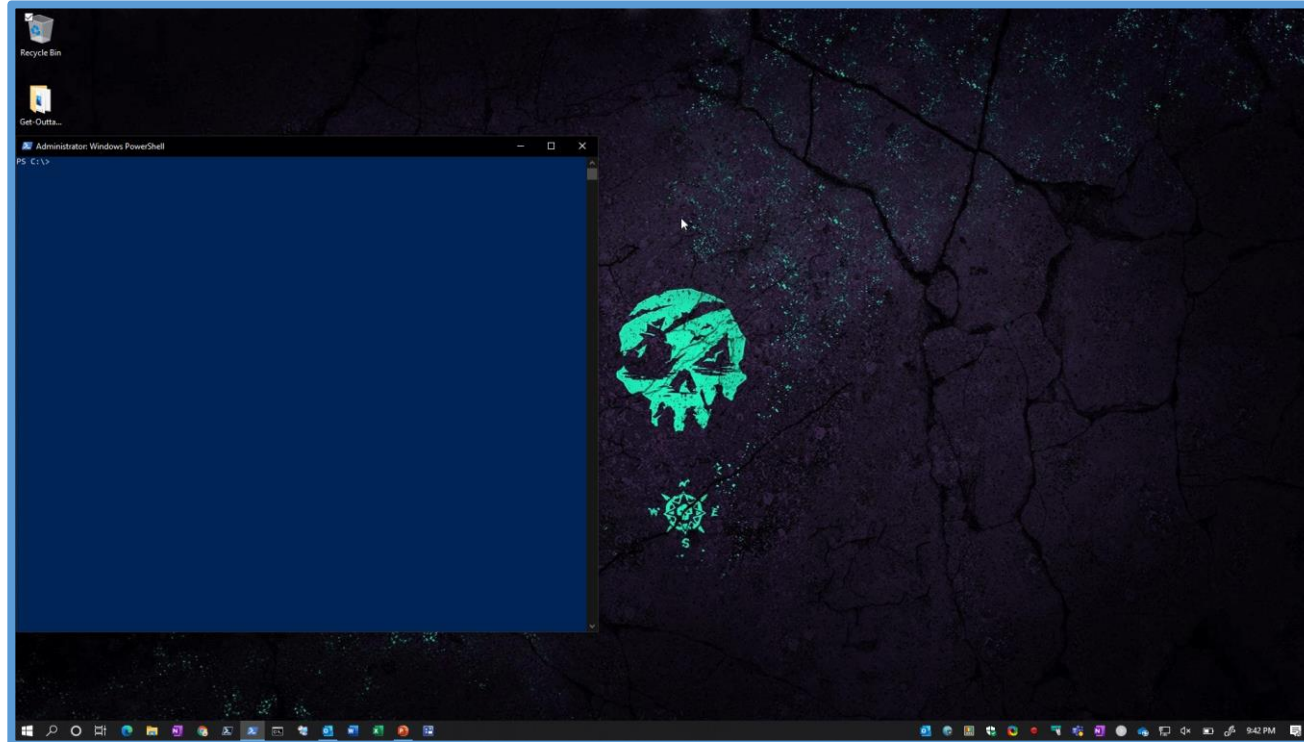 Recycle Bin
Get-Outta...
Administrator: Windows PowerShell
PS C:\>
N
W E
S
9:42 PM